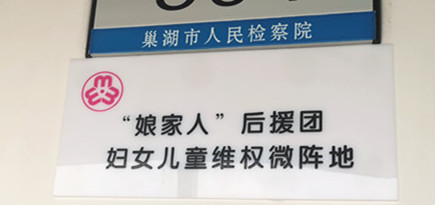 巢湖市人民检察院
“娘家人”后援团
妇女儿童维权微阵地